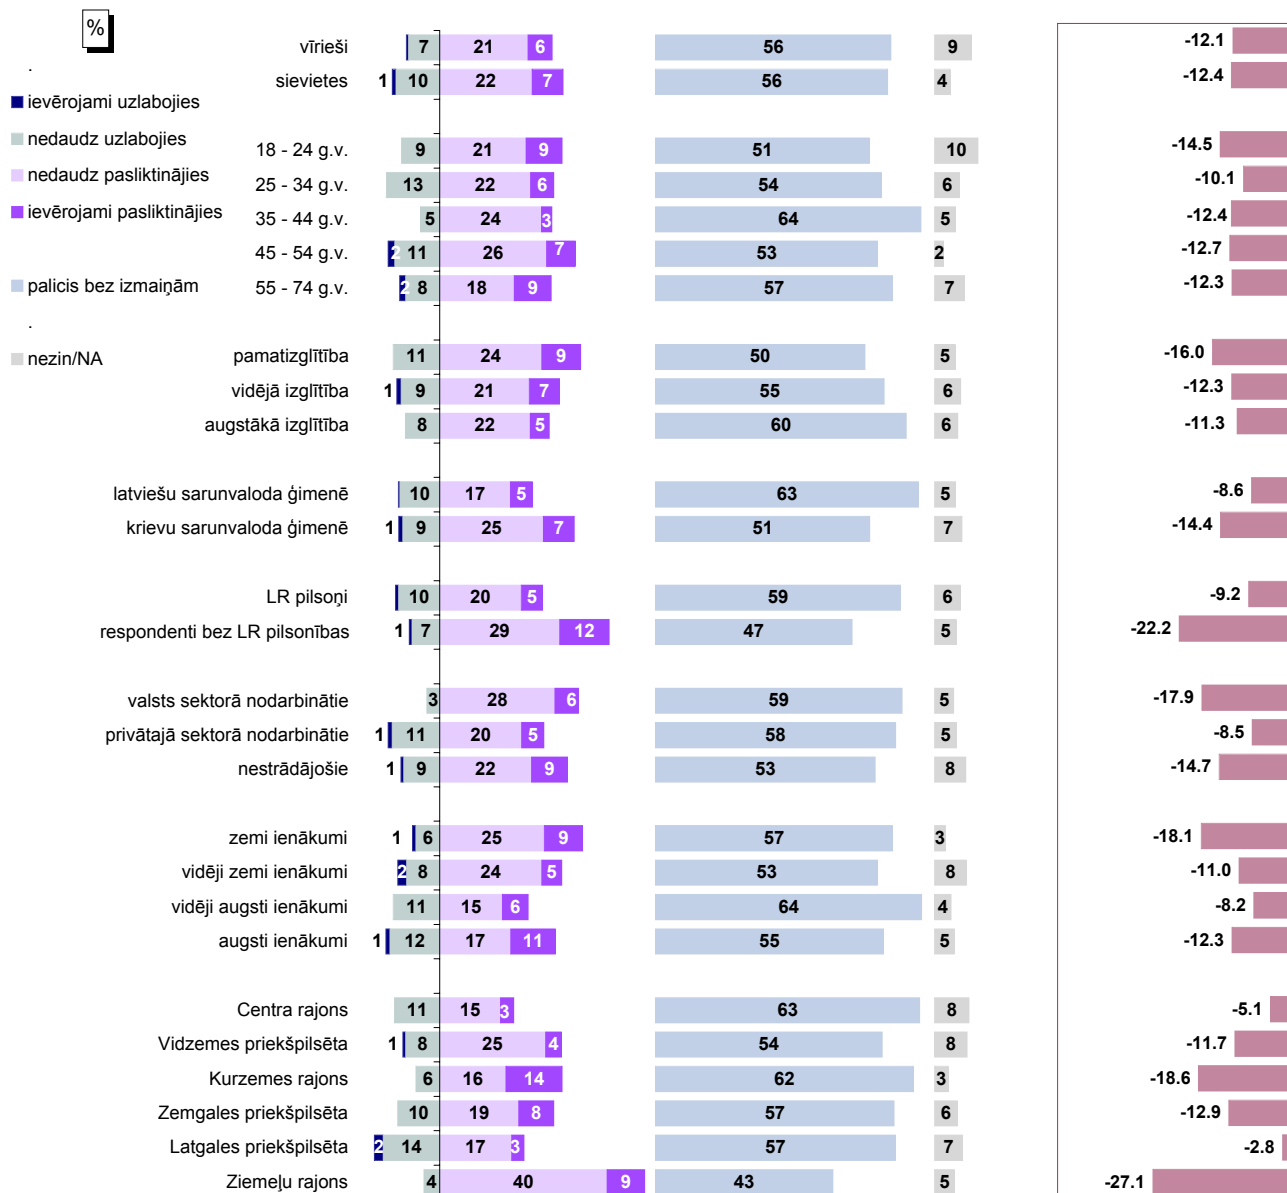 %
.
ievērojami uzlabojies
nedaudz uzlabojies
nedaudz pasliktinājies
ievērojami pasliktinājies
palicis bez izmaiņām
.
nezin/NA
vīrieši 7 21 6 56 9 -12.1
sievietes 1 10 22 7 56 4 -12.4
18 - 24 g.v. 9 21 9 51 10 -14.5
25 - 34 g.v. 13 22 6 54 6 -10.1
35 - 44 g.v. 5 24 3 64 5 -12.4
45 - 54 g.v. 2 11 26 7 53 2 -12.7
55 - 74 g.v. 2 8 18 9 57 7 -12.3
pamatizglītība 11 24 9 50 5 -16.0
vidējā izglītība 1 9 21 7 55 6 -12.3
augstākā izglītība 8 22 5 60 6 -11.3
latviešu sarunvaloda ģimenē 10 17 5 63 5 -8.6
krievu sarunvaloda ģimenē 1 9 25 7 51 7 -14.4
LR pilsoņi 10 20 5 59 6 -9.2
respondenti bez LR pilsonības 1 7 29 12 47 5 -22.2
valsts sektorā nodarbinātie 3 28 6 59 5 -17.9
privātajā sektorā nodarbinātie 1 11 20 5 58 5 -8.5
nestrādājošie 1 9 22 9 53 8 -14.7
zemi ienākumi 1 6 25 9 57 3 -18.1
vidēji zemi ienākumi 2 8 24 5 53 8 -11.0
vidēji augsti ienākumi 11 15 6 64 4 -8.2
augsti ienākumi 1 12 17 11 55 5 -12.3
Centra rajons 11 15 3 63 8 -5.1
Vidzemes priekšpilsēta 1 8 25 4 54 8 -11.7
Kurzemes rajons 6 16 14 62 3 -18.6
Zemgales priekšpilsēta 10 19 8 57 6 -12.9
Latgales priekšpilsēta 2 14 17 3 57 7 -2.8
Ziemeļu rajons 4 40 9 43 5 -27.1